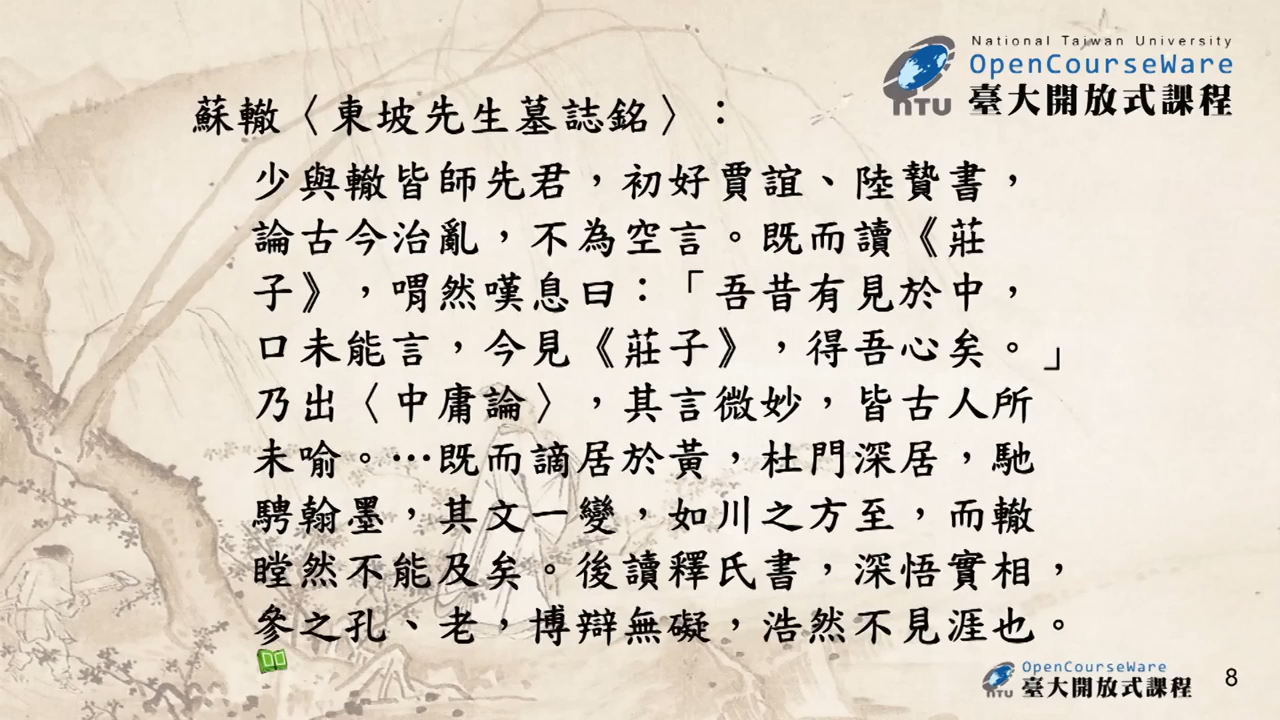 National Taiwan University
OpenCourseWare
NTU 臺大開放式課程
蘇轍〈東坡先生墓誌銘〉：
少與轍皆師先君，初好賈誼、陸贄書，
論古今治亂，不為空言。既而讀《莊
子》，喟然嘆息曰：「吾昔有見於中，
口未能言，今見《莊子》，得吾心矣。」
乃出〈中庸論〉，其言微妙，皆古人所
未喻。…既而謫居於黃，杜門深居，馳
騁翰墨，其文一變，如川之方至，而轍
瞠然不能及矣。後讀釋氏書，深悟實相，
參之孔、老，博辯無礙，浩然不見涯也。
OpenCourseWare
NTU 臺大開放式課程
8